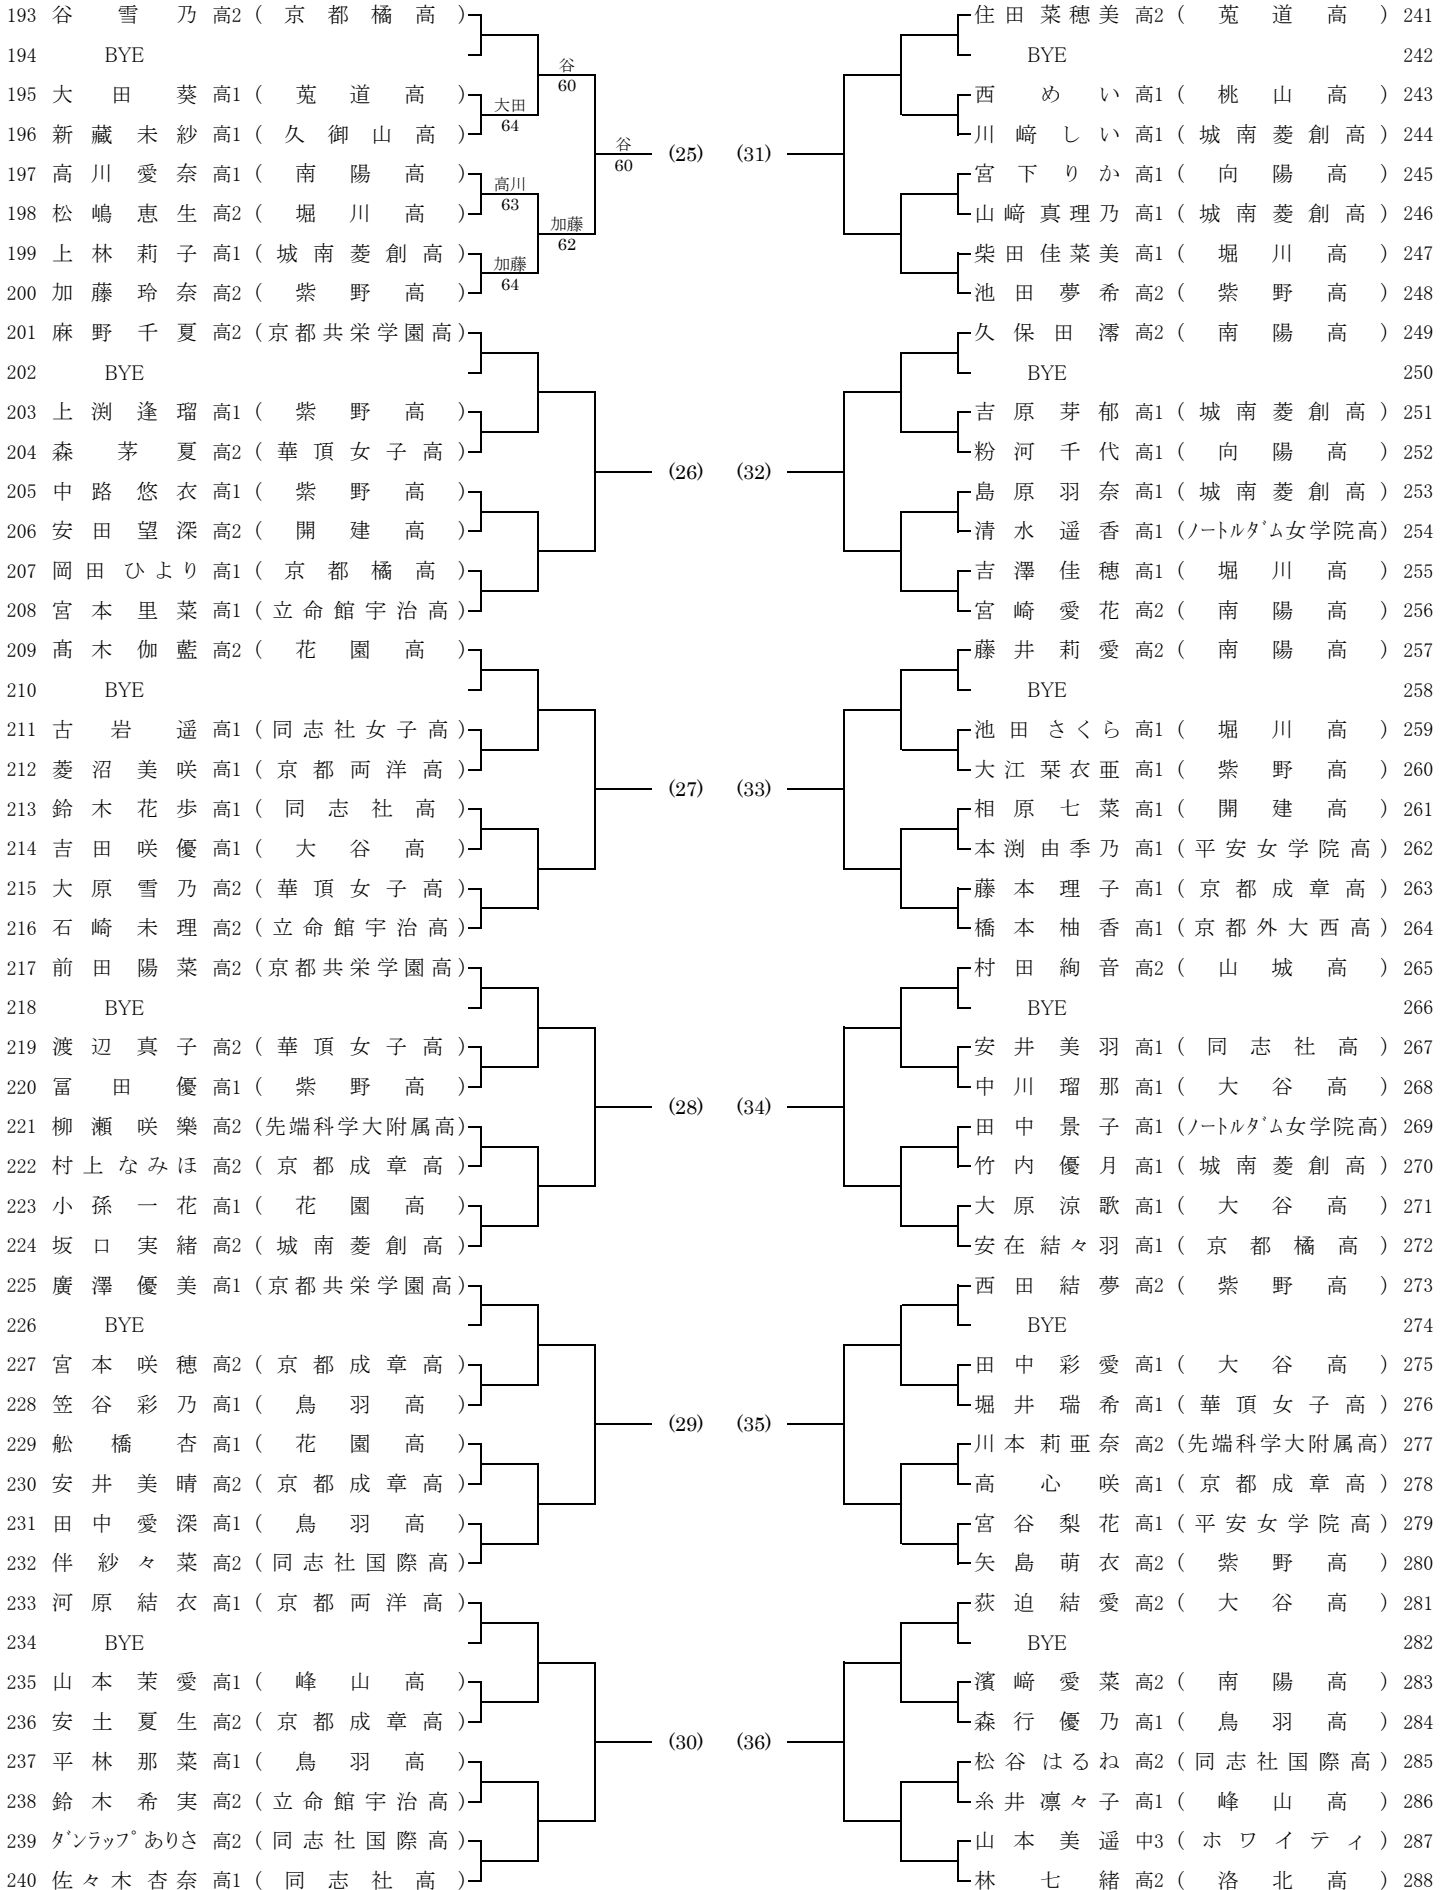 193 谷 雪 乃 高2 ( 京 都 橘 高 )
194 BYE
谷
60
195 大 田 葵 高1 ( 莵 道 高 )
大田
64
196 新 藏 未 紗 高1 ( 久 御 山 高 )
谷
60
(25)
197 高 川 愛 奈 高1 ( 南 陽 高 )
高川
63
198 松 嶋 恵 生 高2 ( 堀 川 高 )
加藤
62
199 上 林 莉 子 高1 ( 城 南 菱 創 高 )
加藤
64
200 加 藤 玲 奈 高2 ( 紫 野 高 )
201 麻 野 千 夏 高2 (京都共栄学園高)
202 BYE
203 上 渕 逢 瑠 高1 ( 紫 野 高 )
204 森 茅 夏 高2 ( 華 頂 女 子 高 )
(26)
205 中 路 悠 衣 高1 ( 紫 野 高 )
206 安 田 望 深 高2 ( 開 建 高 )
207 岡 田 ひより 高1 ( 京 都 橘 高 )
208 宮 本 里 菜 高1 ( 立 命 館 宇 治 高 )
209 髙 木 伽 藍 高2 ( 花 園 高 )
210 BYE
211 古 岩 遥 高1 ( 同 志 社 女 子 高 )
212 菱 沼 美 咲 高1 ( 京 都 両 洋 高 )
(27)
213 鈴 木 花 歩 高1 ( 同 志 社 高 )
214 吉 田 咲 優 高1 ( 大 谷 高 )
215 大 原 雪 乃 高2 ( 華 頂 女 子 高 )
216 石 崎 未 理 高2 ( 立 命 館 宇 治 高 )
217 前 田 陽 菜 高2 (京都共栄学園高)
218 BYE
219 渡 辺 真 子 高2 ( 華 頂 女 子 高 )
220 冨 田 優 高1 ( 紫 野 高 )
(28)
221 柳 瀬 咲 樂 高2 (先端科学大附属高)
222 村 上 なみほ 高2 ( 京 都 成 章 高 )
223 小 孫 一 花 高1 ( 花 園 高 )
224 坂 口 実 緒 高2 ( 城 南 菱 創 高 )
225 廣 澤 優 美 高1 (京都共栄学園高)
226 BYE
227 宮 本 咲 穂 高2 ( 京 都 成 章 高 )
228 笠 谷 彩 乃 高1 ( 鳥 羽 高 )
(29)
229 舩 橋 杏 高1 ( 花 園 高 )
230 安 井 美 晴 高2 ( 京 都 成 章 高 )
231 田 中 愛 深 高1 ( 鳥 羽 高 )
232 伴 紗 々 菜 高2 ( 同 志 社 国 際 高 )
233 河 原 結 衣 高1 ( 京 都 両 洋 高 )
234 BYE
235 山 本 茉 愛 高1 ( 峰 山 高 )
236 安 土 夏 生 高2 ( 京 都 成 章 高 )
(30)
237 平 林 那 菜 高1 ( 鳥 羽 高 )
238 鈴 木 希 実 高2 ( 立 命 館 宇 治 高 )
239 ﾀﾞﾝﾗｯﾌﾟありさ 高2 ( 同 志 社 国 際 高 )
240 佐 々 木 杏 奈 高1 ( 同 志 社 高 )
住 田 菜 穂 美 高2 ( 莵 道 高 ) 241
BYE 242
西 め い 高1 ( 桃 山 高 ) 243
川 﨑 し い 高1 ( 城 南 菱 創 高 ) 244
(31)
宮 下 り か 高1 ( 向 陽 高 ) 245
山 﨑 真 理 乃 高1 ( 城 南 菱 創 高 ) 246
柴 田 佳 菜 美 高1 ( 堀 川 高 ) 247
池 田 夢 希 高2 ( 紫 野 高 ) 248
久 保 田 澪 高2 ( 南 陽 高 ) 249
BYE 250
吉 原 芽 郁 高1 ( 城 南 菱 創 高 ) 251
粉 河 千 代 高1 ( 向 陽 高 ) 252
(32)
島 原 羽 奈 高1 ( 城 南 菱 創 高 ) 253
清 水 遥 香 高1 (ﾉｰﾄﾙﾀﾞﾑ女学院高) 254
吉 澤 佳 穂 高1 ( 堀 川 高 ) 255
宮 崎 愛 花 高2 ( 南 陽 高 ) 256
藤 井 莉 愛 高2 ( 南 陽 高 ) 257
BYE 258
池 田 さくら 高1 ( 堀 川 高 ) 259
大 江 栞 衣 亜 高1 ( 紫 野 高 ) 260
(33)
相 原 七 菜 高1 ( 開 建 高 ) 261
本 渕 由 季 乃 高1 ( 平 安 女 学 院 高 ) 262
藤 本 理 子 高1 ( 京 都 成 章 高 ) 263
橋 本 柚 香 高1 ( 京 都 外 大 西 高 ) 264
村 田 絢 音 高2 ( 山 城 高 ) 265
BYE 266
安 井 美 羽 高1 ( 同 志 社 高 ) 267
中 川 瑠 那 高1 ( 大 谷 高 ) 268
(34)
田 中 景 子 高1 (ﾉｰﾄﾙﾀﾞﾑ女学院高) 269
竹 内 優 月 高1 ( 城 南 菱 創 高 ) 270
大 原 涼 歌 高1 ( 大 谷 高 ) 271
安 在 結 々 羽 高1 ( 京 都 橘 高 ) 272
西 田 結 夢 高2 ( 紫 野 高 ) 273
BYE 274
田 中 彩 愛 高1 ( 大 谷 高 ) 275
堀 井 瑞 希 高1 ( 華 頂 女 子 高 ) 276
(35)
川 本 莉 亜 奈 高2 (先端科学大附属高) 277
高 心 咲 高1 ( 京 都 成 章 高 ) 278
宮 谷 梨 花 高1 ( 平 安 女 学 院 高 ) 279
矢 島 萌 衣 高2 ( 紫 野 高 ) 280
荻 迫 結 愛 高2 ( 大 谷 高 ) 281
BYE 282
濱 﨑 愛 菜 高2 ( 南 陽 高 ) 283
森 行 優 乃 高1 ( 鳥 羽 高 ) 284
(36)
松 谷 はるね 高2 ( 同 志 社 国 際 高 ) 285
糸 井 凛 々 子 高1 ( 峰 山 高 ) 286
山 本 美 遥 中3 ( ホ ワ イ テ ィ ) 287
林 七 緒 高2 ( 洛 北 高 ) 288